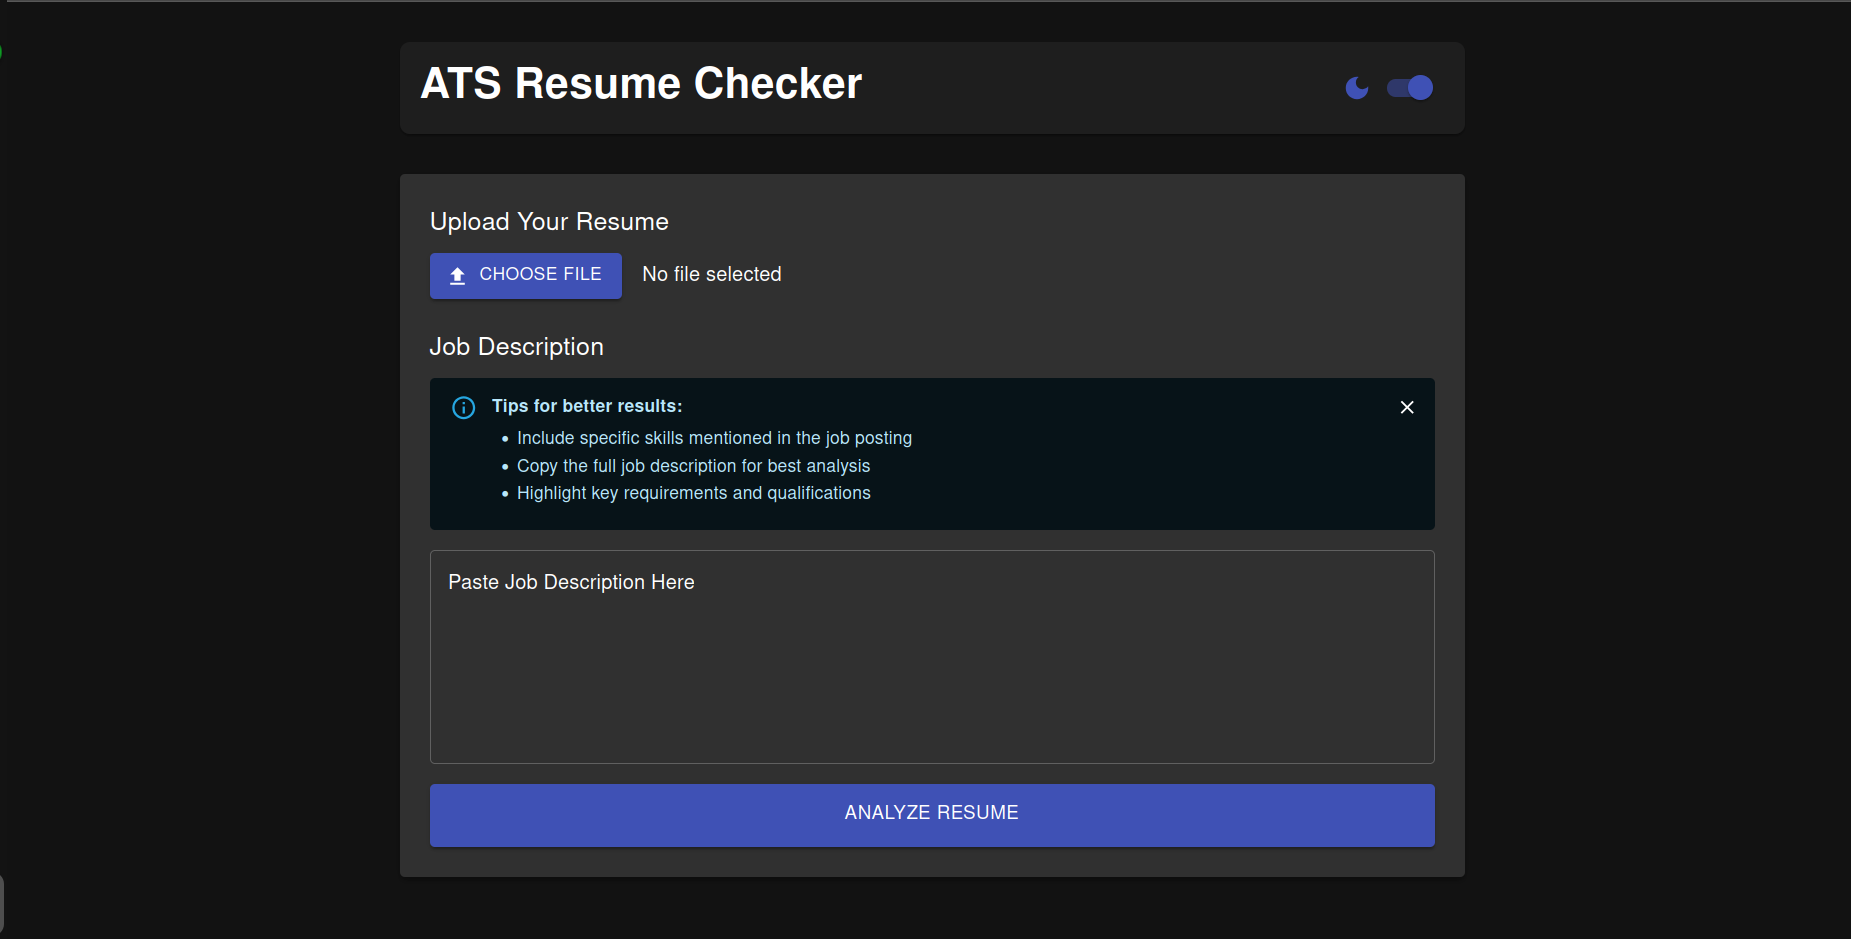 ATS Resume Checker
Upload Your Resume
CHOOSE FILE No file selected
Job Description
Tips for better results:
• Include specific skills mentioned in the job posting
• Copy the full job description for best analysis
• Highlight key requirements and qualifications
Paste Job Description Here
ANALYZE RESUME